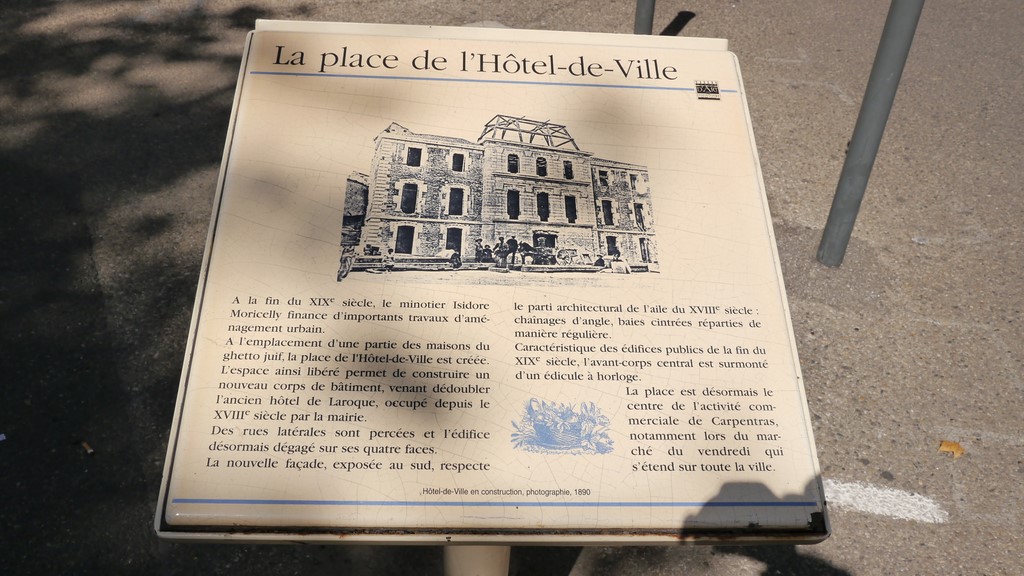 La place de l'Hôtel-de-Ville
A la fin du XIXe siècle, le minotier Isidore
Moricelly finance d'importants travaux d'amé-
nagement urbain.
A l'emplacement d'une partie des maisons du
ghetto juif, la place de l'Hôtel-de-Ville est créée.
L'espace ainsi libéré permet de construire un
nouveau corps de bâtiment, venant dédoubler
l'ancien hôtel de Laroque, occupé depuis le
XVIIIe siècle par la mairie.
Des rues latérales sont percées et l'édifice
désormais dégagé sur ses quatre faces.
La nouvelle façade, exposée au sud, respecte
le parti architectural de l'aile du XVIIIe siècle :
chaînages d'angle, baies cintrées réparties de
manière régulière.
Caractéristique des édifices publics de la fin du
XIXe siècle, l'avant-corps central est surmonté
d'un édicule à horloge.
La place est désormais le
centre de l'activité com-
merciale de Carpentras,
notamment lors du mar-
ché du vendredi qui
s'étend sur toute la ville.
Hôtel-de-Ville en construction, photographie, 1890